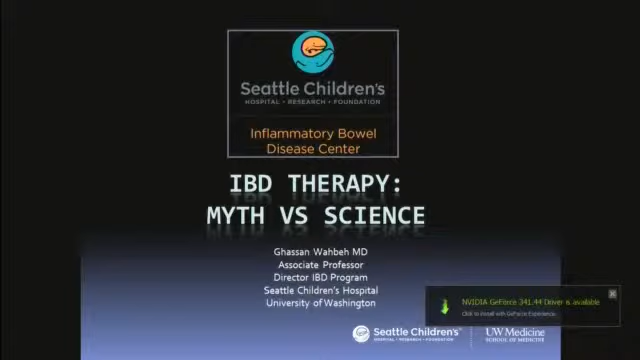 Seattle Children's
HOSPITAL • RESEARCH • FOUNDATION
Inflammatory Bowel
Disease Center
IBD THERAPY:
MYTH VS SCIENCE
Ghassan Wahbeh MD
Associate Professor
Director IBD Program
Seattle Children's Hospital
University of Washington
NVIDIA GeForce 341.44 Driver is available
Click to install with GeForce Experience.
Seattle Children's
HOSPITAL • RESEARCH • FOUNDATION
UW Medicine
SCHOOL OF MEDICINE